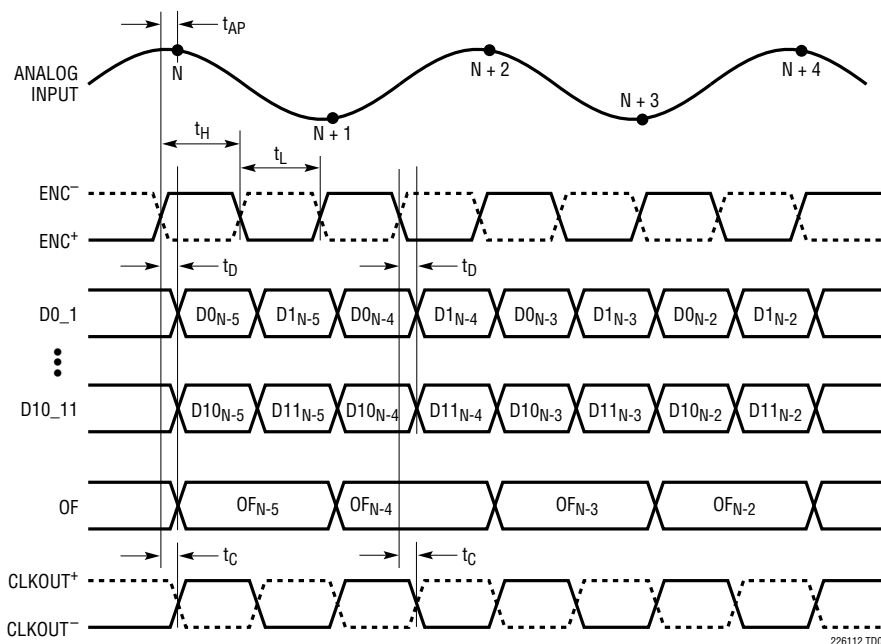 t_AP
ANALOG
INPUT
N
N + 1
N + 2
N + 3
N + 4
t_H
t_L
ENC⁻
ENC⁺
t_D
t_D
D0_1
D0_N-5
D1_N-5
D0_N-4
D1_N-4
D0_N-3
D1_N-3
D0_N-2
D1_N-2
D10_11
D10_N-5
D11_N-5
D10_N-4
D11_N-4
D10_N-3
D11_N-3
D10_N-2
D11_N-2
OF
OF_N-5
OF_N-4
OF_N-3
OF_N-2
t_C
t_C
CLKOUT⁺
CLKOUT⁻